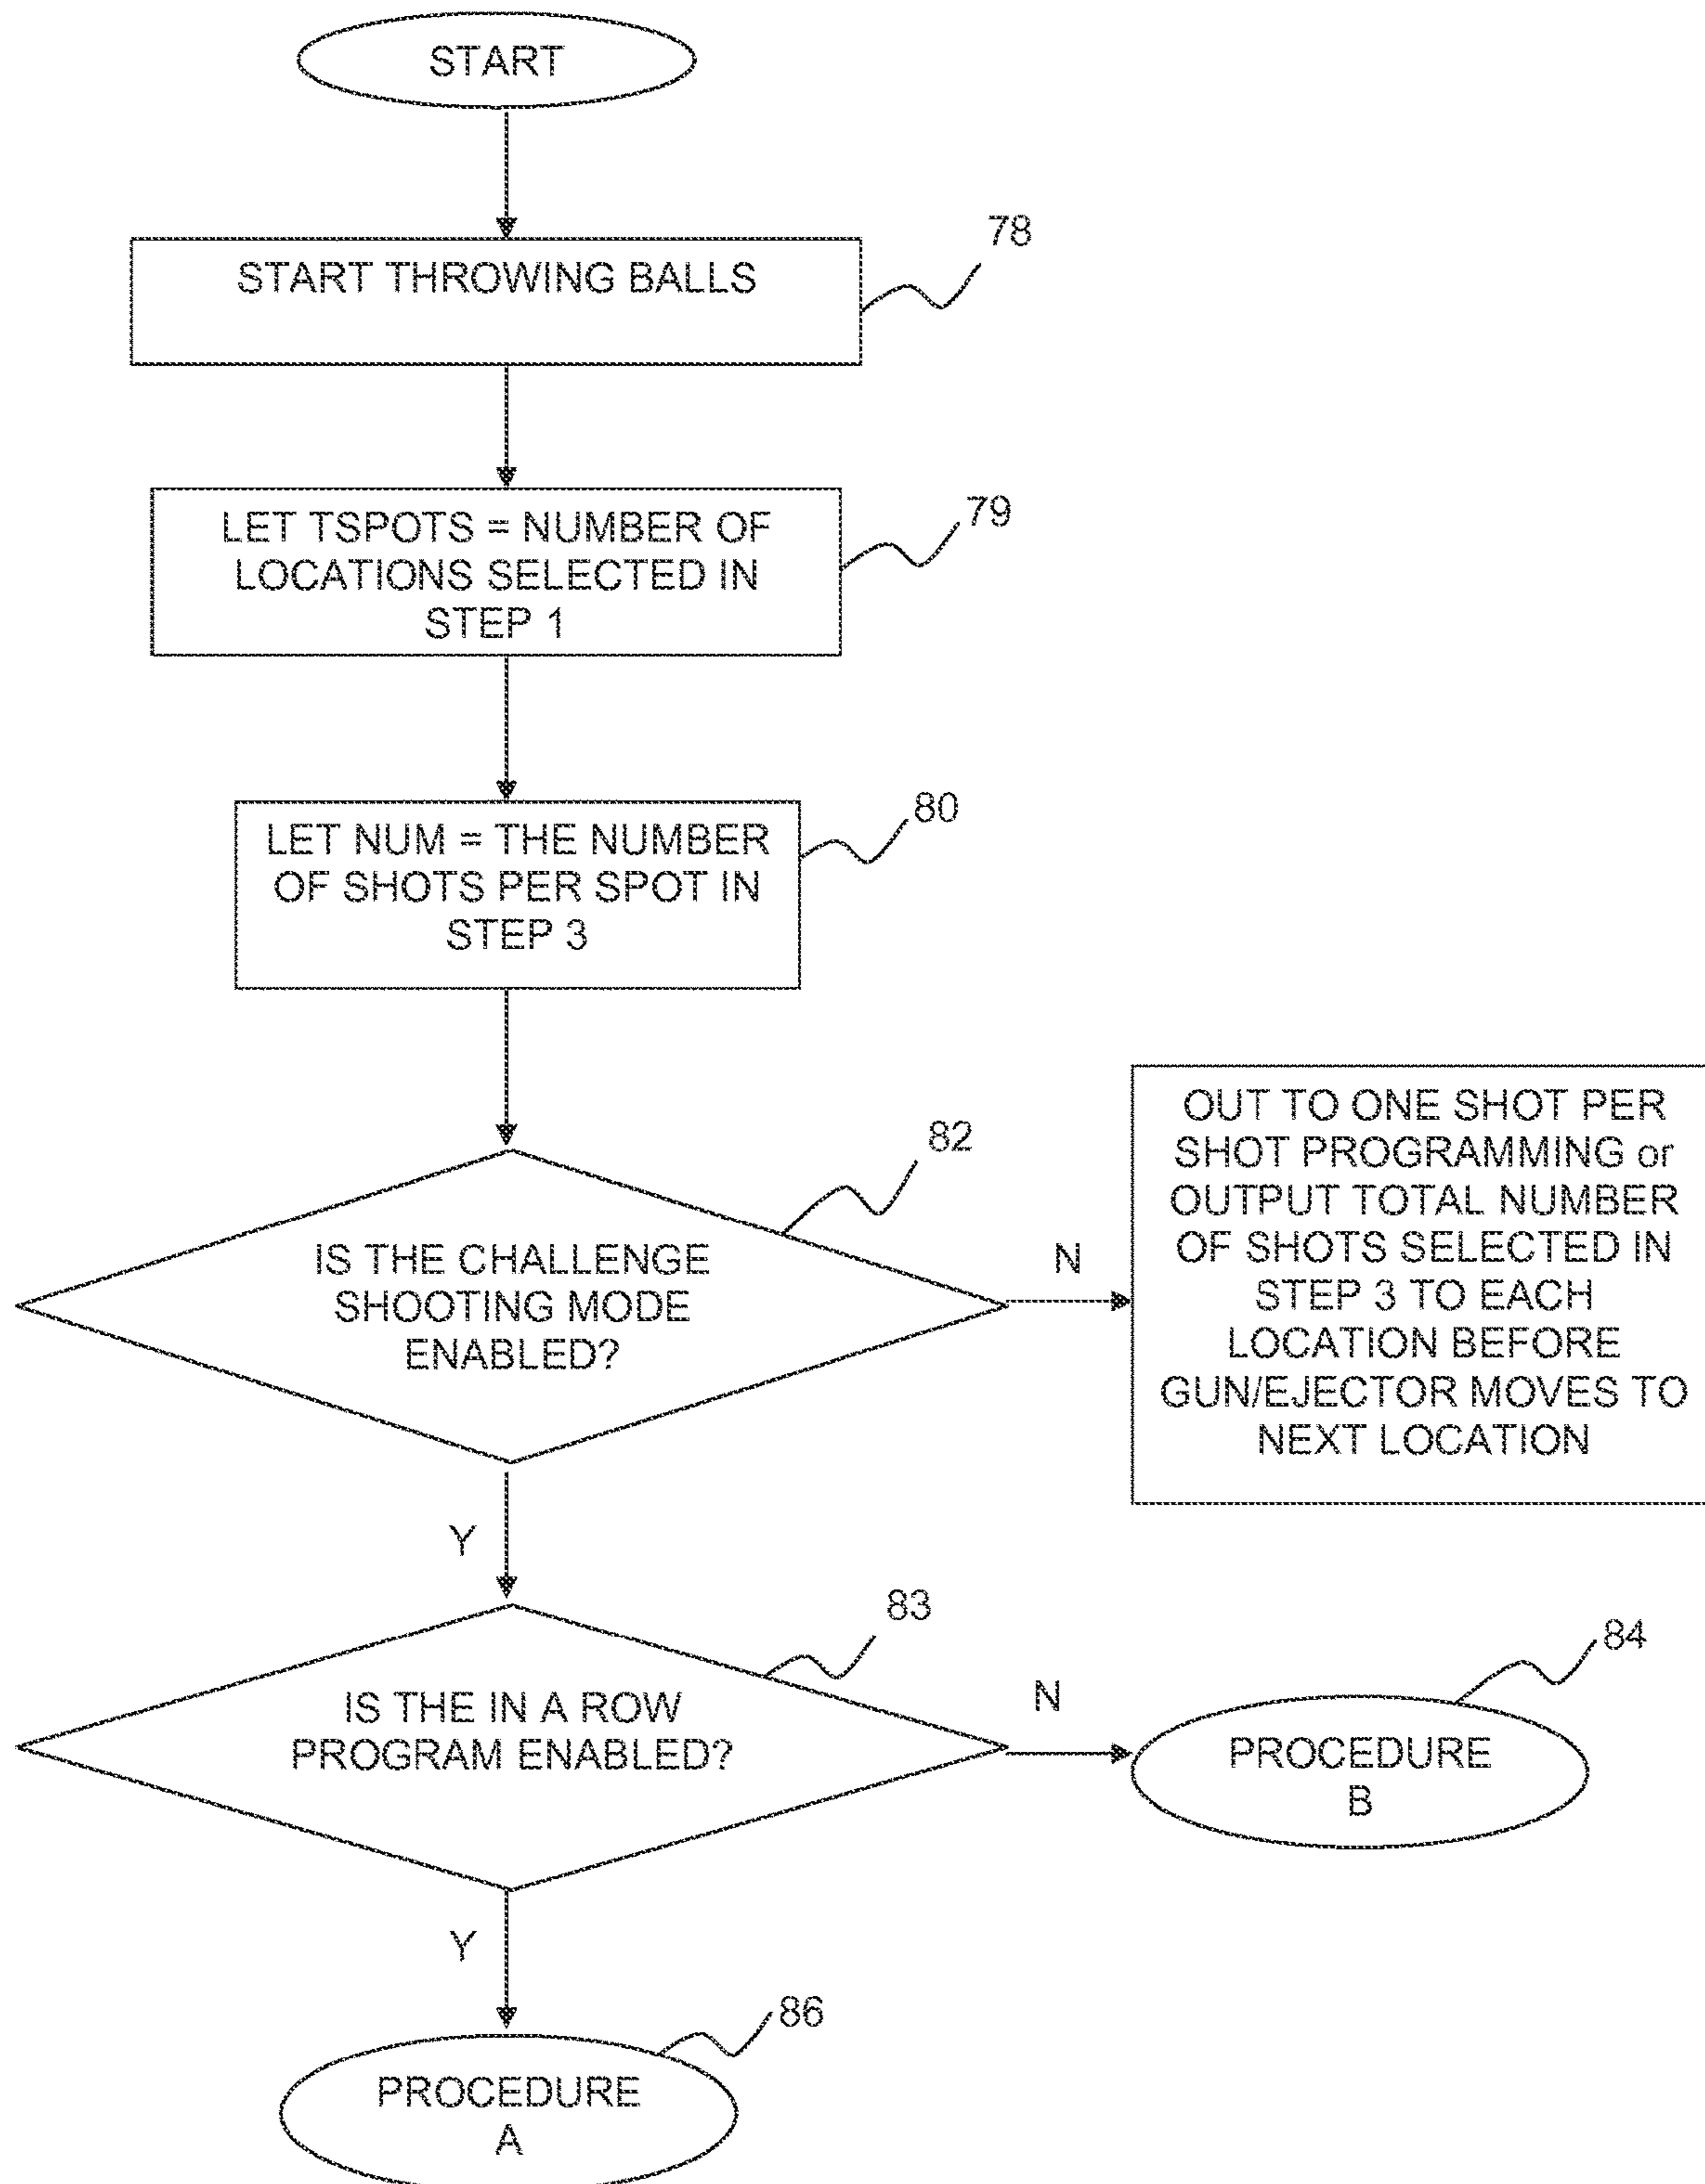 START
78
START THROWING BALLS
79
LET TSPOTS = NUMBER OF
LOCATIONS SELECTED IN
STEP 1
80
LET NUM = THE NUMBER
OF SHOTS PER SPOT IN
STEP 3
82
IS THE CHALLENGE
SHOOTING MODE
ENABLED?
N
OUT TO ONE SHOT PER
SHOT PROGRAMMING or
OUTPUT TOTAL NUMBER
OF SHOTS SELECTED IN
STEP 3 TO EACH
LOCATION BEFORE
GUN/EJECTOR MOVES TO
NEXT LOCATION
Y
83
IS THE IN A ROW
PROGRAM ENABLED?
N
84
PROCEDURE
B
Y
86
PROCEDURE
A